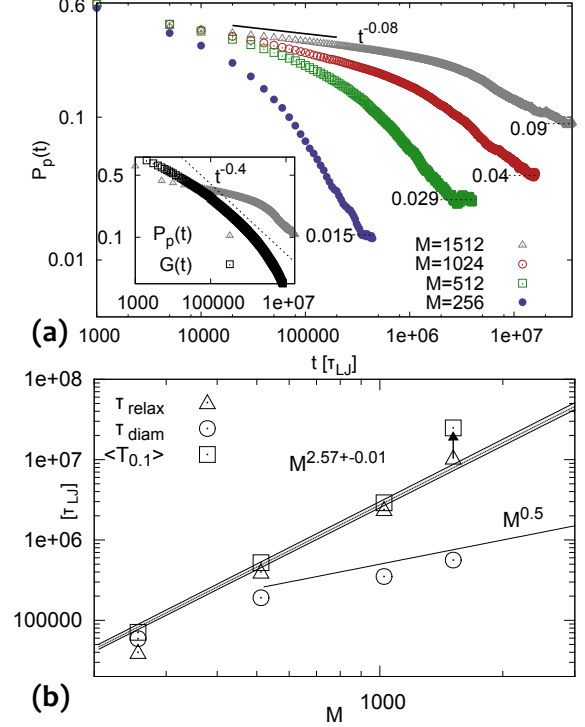 0.6
0.1
0.01
P_p(t)
t^-0.08
0.09
0.04
0.029
0.015
t^-0.4
0.5
0.1
P_p(t)
G(t)
1000
100000
1e+07
M=1512
M=1024
M=512
M=256
(a)
1000
10000
100000
1e+06
1e+07
t [τ_LJ]
1e+08
1e+07
1e+06
100000
[τ_LJ]
τ_relax
τ_diam
<T_0.1>
M^2.57+-0.01
M^0.5
(b)
1000
M